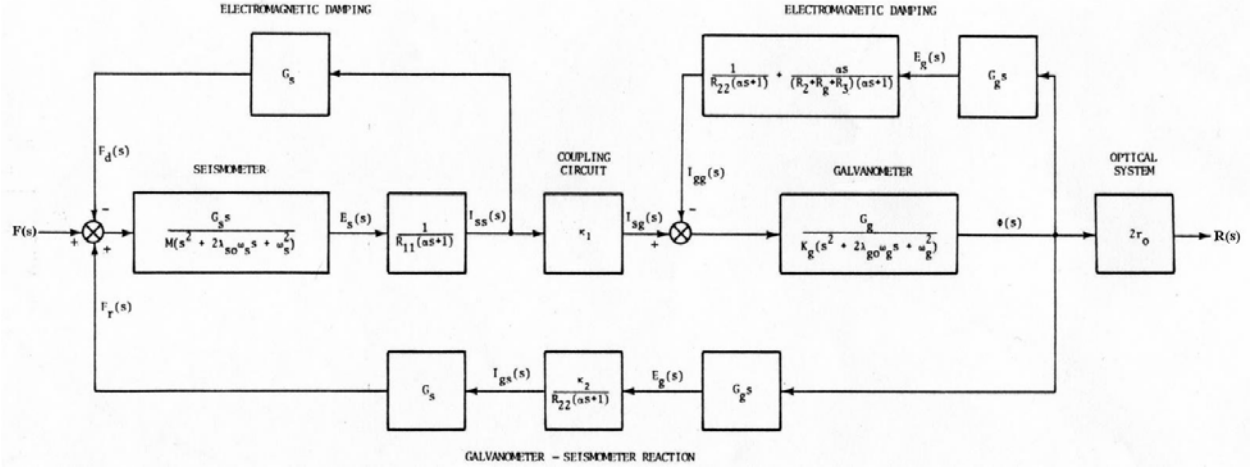 ELECTROMAGNETIC DAMPING
ELECTROMAGNETIC DAMPING
G_s
1/(R_22(αs+1)) + αs/((R_2+R_g+R_3)(αs+1))
E_g(s)
G_g s
F_d(s)
I_gg(s)
SEISMOMETER
COUPLING
CIRCUIT
GALVANOMETER
OPTICAL
SYSTEM
F(s)
+
-
+
G_s s/(M(s^2 + 2λ_so ω_s s + ω_s^2))
E_s(s)
1/(R_11(αs+1))
I_ss(s)
κ_1
I_sg(s)
+
-
G_g/(K_g(s^2 + 2λ_go ω_g s + ω_g^2))
Φ(s)
2r_o
R(s)
F_r(s)
G_s
I_gs(s)
κ_2/(R_22(αs+1))
E_g(s)
G_g s
GALVANOMETER - SEISMOMETER REACTION